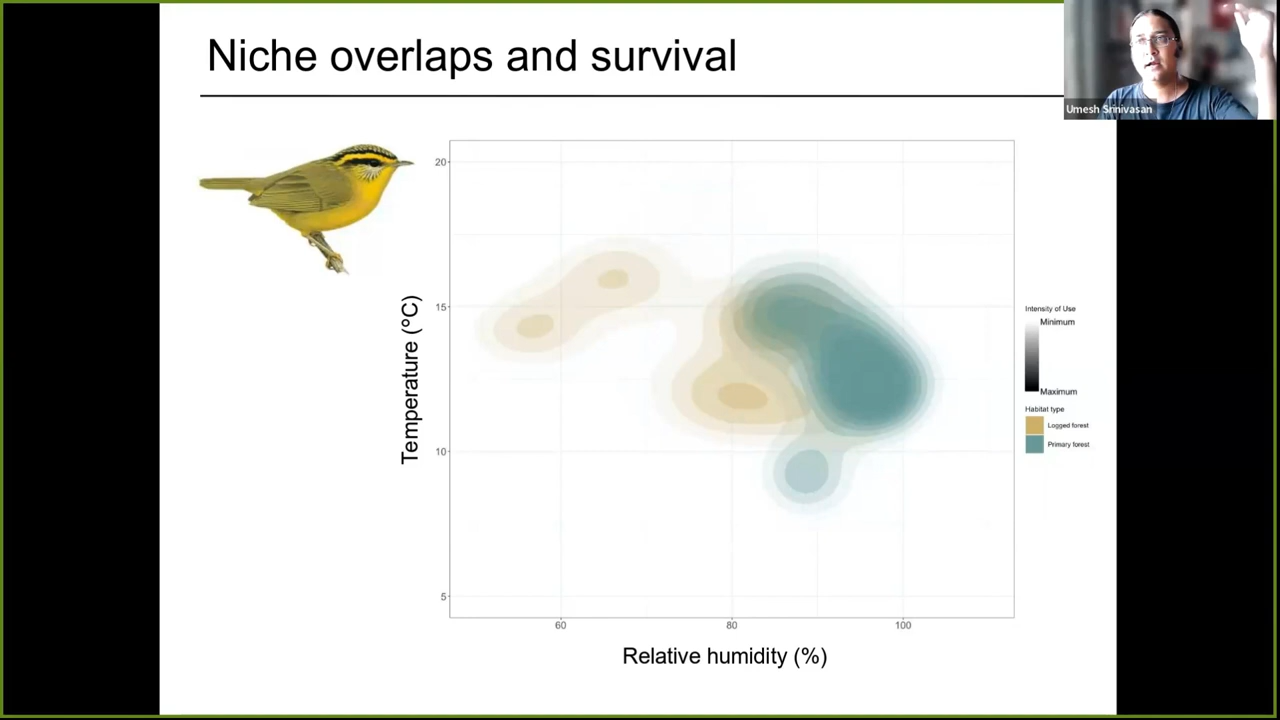 Niche overlaps and survival
Umesh Srinivasan
20
15
10
5
Temperature (°C)
60 80 100
Relative humidity (%)
Intensity of Use
Minimum
Maximum
Habitat type
Logged forest
Primary forest